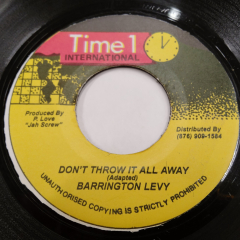 Time 1
INTERNATIONAL
Produced By
P. Love
"Jah Screw"
Distributed By
(876) 909-1584
DON'T THROW IT ALL AWAY
(Adapted)
BARRINGTON LEVY
UNAUTHORISED COPYING IS STRICTLY PROHIBITED